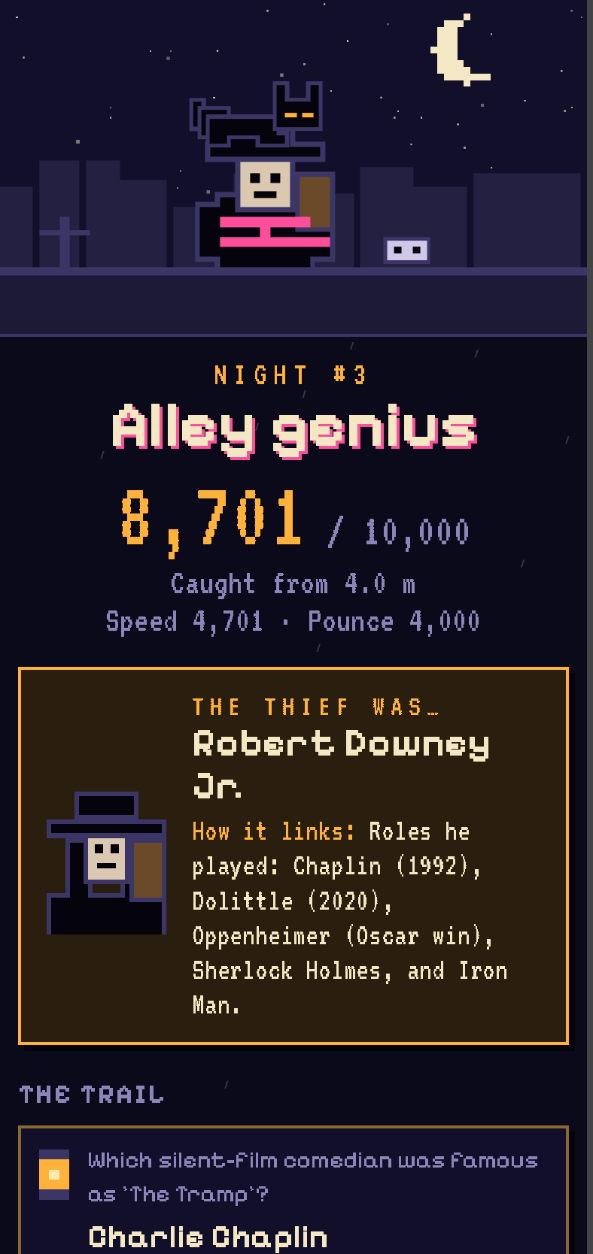 NIGHT #3
Alley genius
8,701 / 10,000
Caught from 4.0 m
Speed 4,701 · Pounce 4,000
THE THIEF WAS…
Robert Downey
Jr.
How it links: Roles he
played: Chaplin (1992),
Dolittle (2020),
Oppenheimer (Oscar win),
Sherlock Holmes, and Iron
Man.
THE TRAIL
Which silent-film comedian was famous
as 'The Tramp'?
Charlie Chaplin